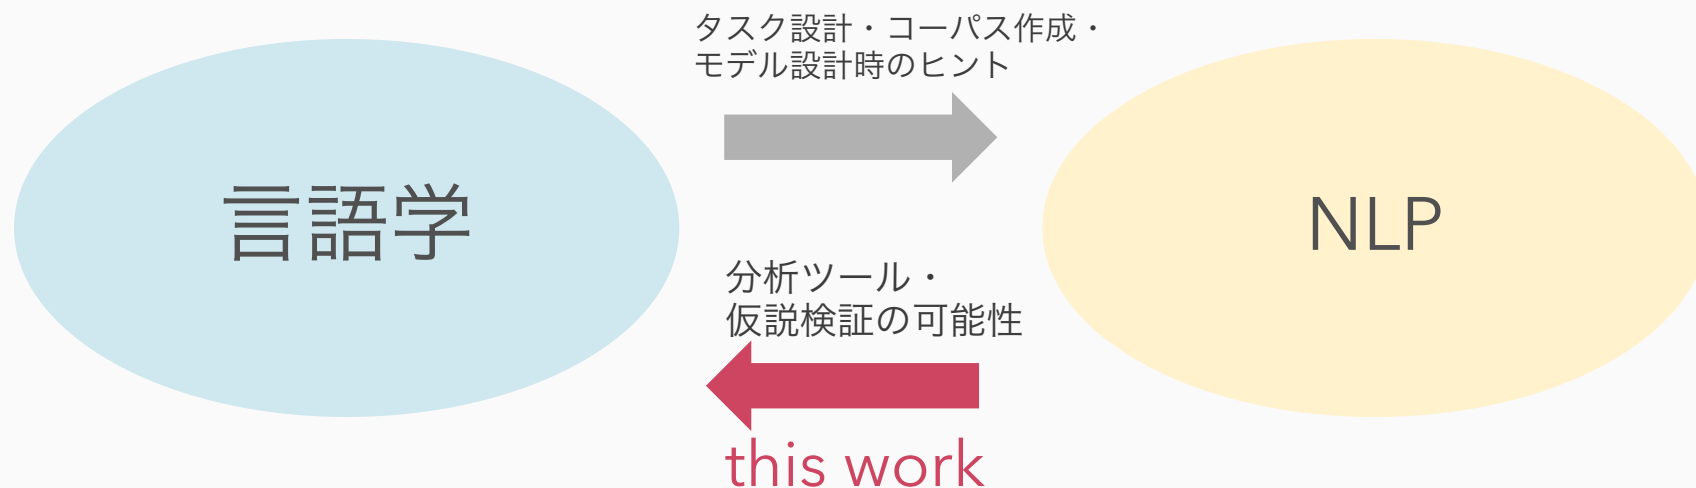 タスク設計・コーパス作成・
モデル設計時のヒント
言語学
NLP
分析ツール・
仮説検証の可能性
this work